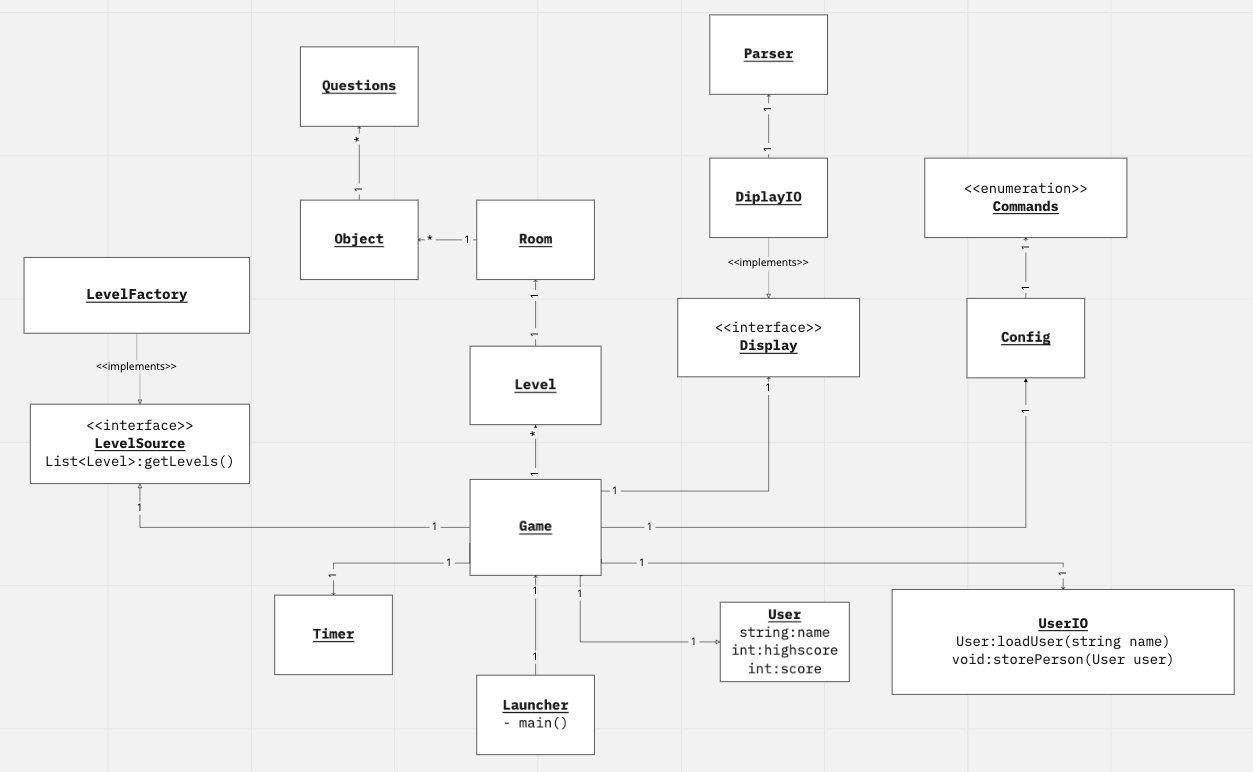 Parser
Questions
1
*
1
1
DiplayIO
<<enumeration>>
Commands
Object
* 1
Room
<<implements>>
1
1
LevelFactory
1
1
<<interface>>
Display
Config
<<implements>>
Level
1
1
<<interface>>
LevelSource
List<Level>:getLevels()
*
1
1
1
1
Game
1
1
1
1
1
1
1
1
Timer
User
string:name
int:highscore
int:score
1
UserIO
User:loadUser(string name)
void:storePerson(User user)
1
Launcher
- main()